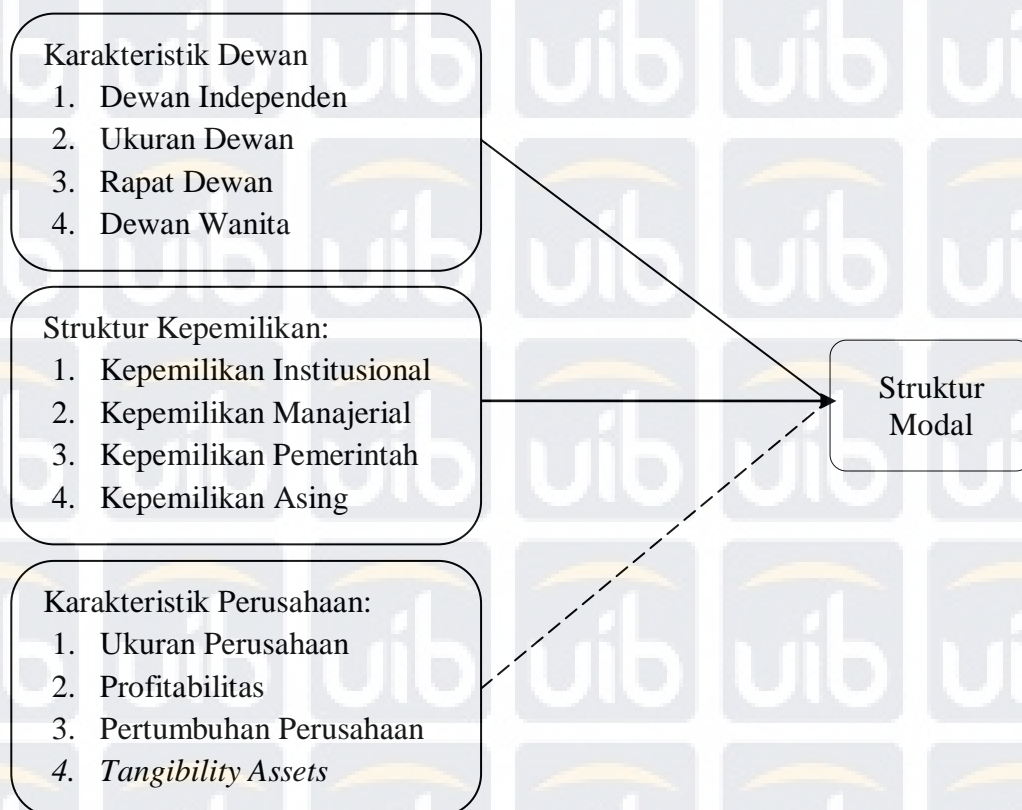 Karakteristik Dewan
1. Dewan Independen
2. Ukuran Dewan
3. Rapat Dewan
4. Dewan Wanita
Struktur Kepemilikan:
1. Kepemilikan Institusional
2. Kepemilikan Manajerial
3. Kepemilikan Pemerintah
4. Kepemilikan Asing
Karakteristik Perusahaan:
1. Ukuran Perusahaan
2. Profitabilitas
3. Pertumbuhan Perusahaan
4. Tangibility Assets
Struktur
Modal
uib